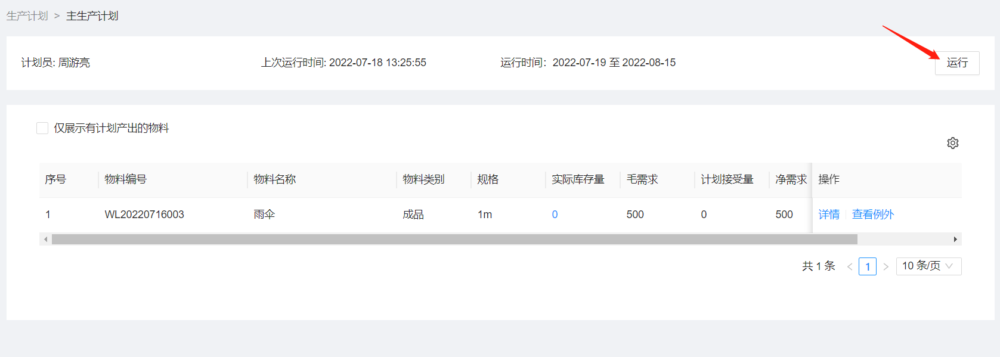 生产计划 > 主生产计划
计划员: 周游亮 上次运行时间: 2022-07-18 13:25:55 运行时间: 2022-07-19 至 2022-08-15 运行
仅展示有计划产出的物料
序号 物料编号 物料名称 物料类别 规格 实际库存量 毛需求 计划接受量 净需求 操作
1 WL20220716003 雨伞 成品 1m 0 500 0 500 详情 查看例外
共 1 条 < 1 > 10 条/页